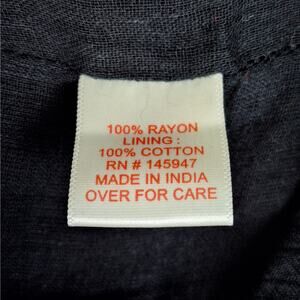 100% RAYON
LINING :
100% COTTON
RN # 145947
MADE IN INDIA
OVER FOR CARE